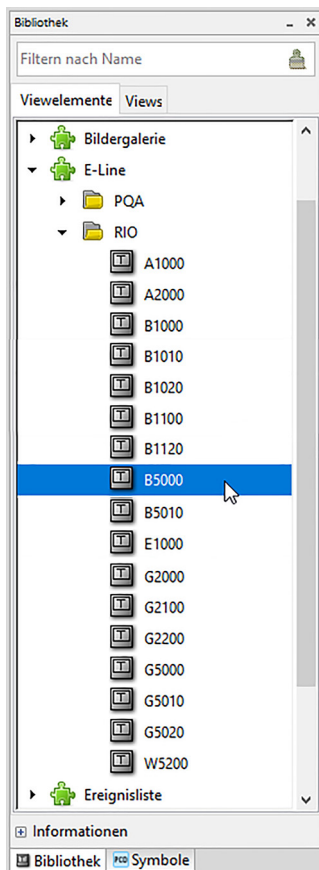 Bibliothek
Filtern nach Name
Viewelemente Views
Bildergalerie
E-Line
PQA
RIO
A1000
A2000
B1000
B1010
B1020
B1100
B1120
B5000
B5010
E1000
G2000
G2100
G2200
G5000
G5010
G5020
W5200
Ereignisliste
Informationen
Bibliothek PCD Symbole